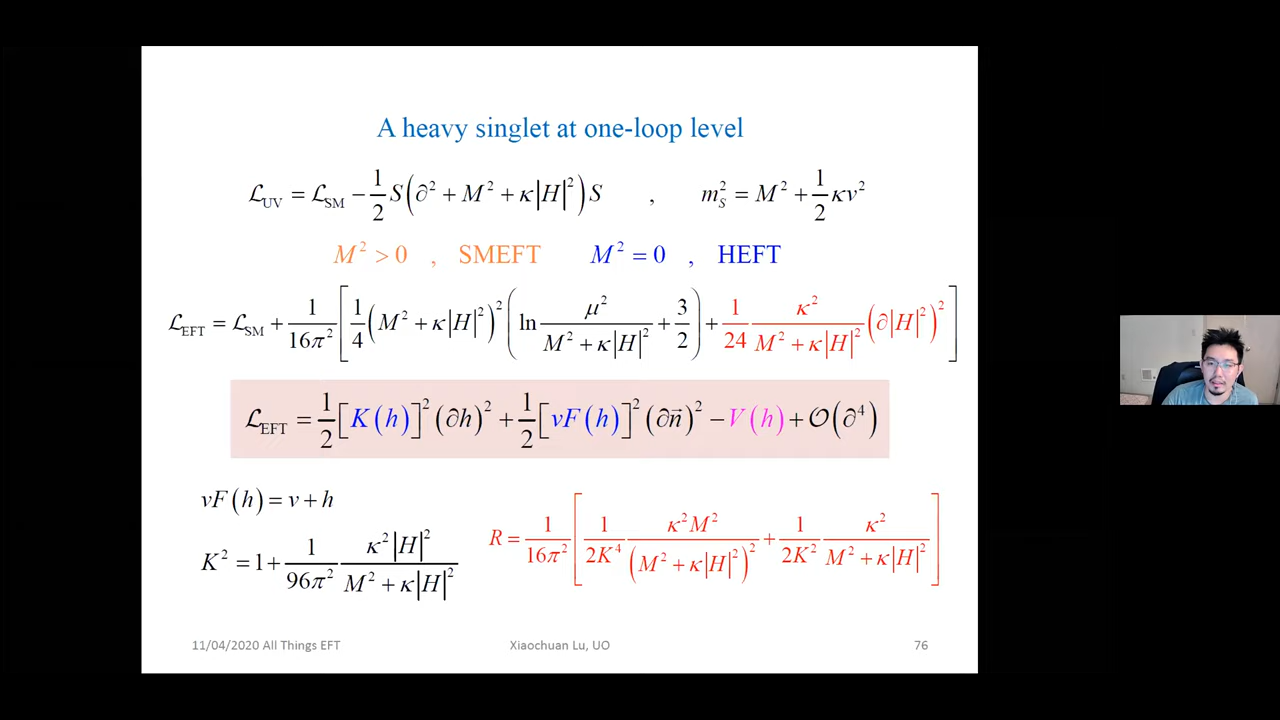 A heavy singlet at one-loop level
ℒ_UV = ℒ_SM − 1/2 S(∂² + M² + κ|H|²)S , m_S² = M² + 1/2 κv²
M² > 0 , SMEFT M² = 0 , HEFT
ℒ_EFT = ℒ_SM + 1/16π² [1/4 (M² + κ|H|²)² (ln μ²/(M² + κ|H|²) + 3/2) + 1/24 κ²/(M² + κ|H|²) (∂|H|²)²]
ℒ_EFT = 1/2 [K(h)]² (∂h)² + 1/2 [vF(h)]² (∂n⃗)² − V(h) + 𝒪(∂⁴)
vF(h) = v + h
K² = 1 + 1/96π² κ²|H|²/(M² + κ|H|²)
R = 1/16π² [1/2K⁴ κ²M²/(M² + κ|H|²)² + 1/2K² κ²/(M² + κ|H|²)]
11/04/2020 All Things EFT Xiaochuan Lu, UO 76